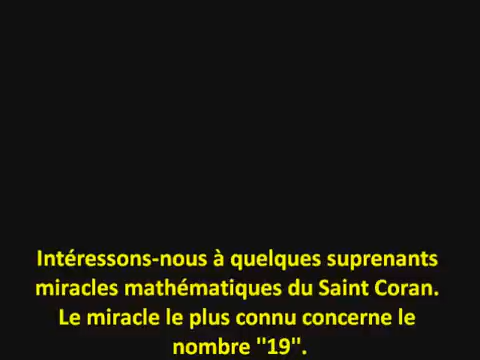 Intéressons-nous à quelques suprenants
miracles mathématiques du Saint Coran.
Le miracle le plus connu concerne le
nombre "19".